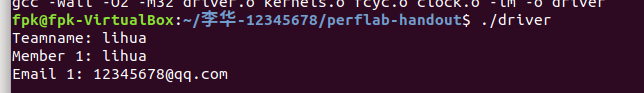 gcc -Wall -O2 -m32 driver.o kernels.o fcyc.o clock.o -lm -o driver
fpk@fpk-VirtualBox:~/李华-12345678/perflab-handout$ ./driver
Teamname: lihua
Member 1: lihua
Email 1: 12345678@qq.com